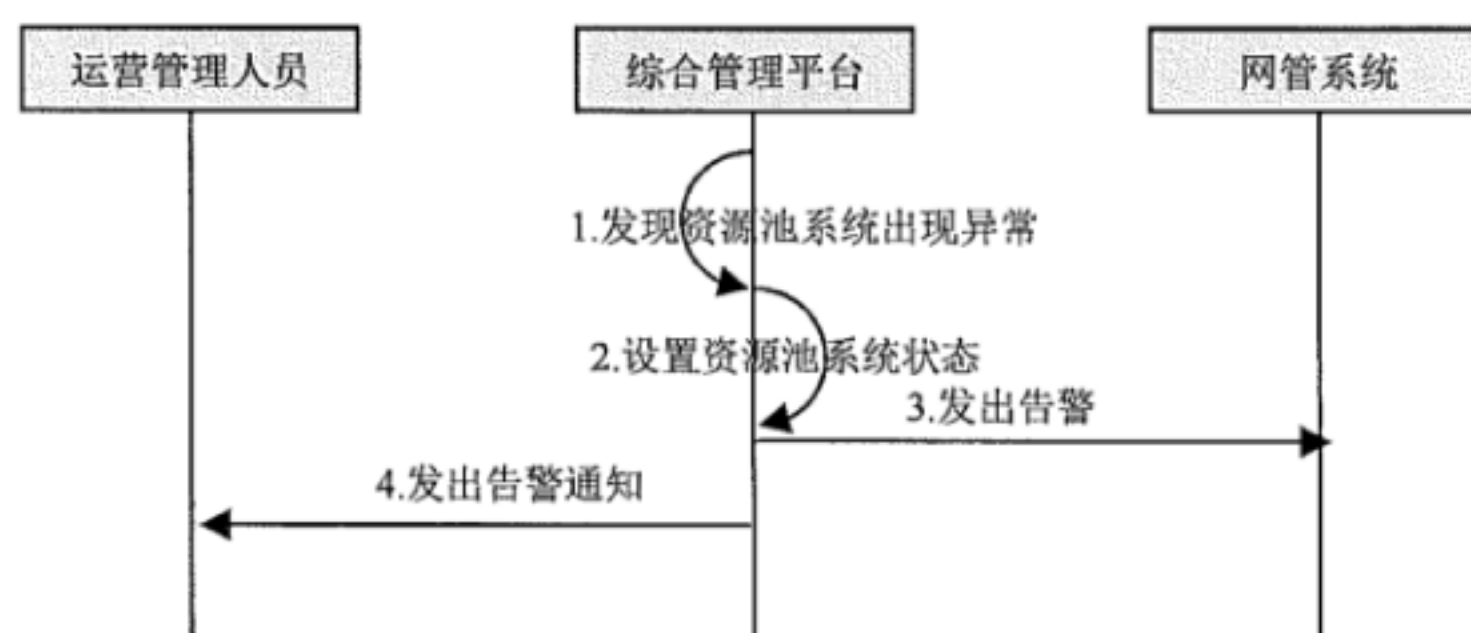 运营管理人员
综合管理平台
网管系统
1.发现资源池系统出现异常
2.设置资源池系统状态
3.发出告警
4.发出告警通知